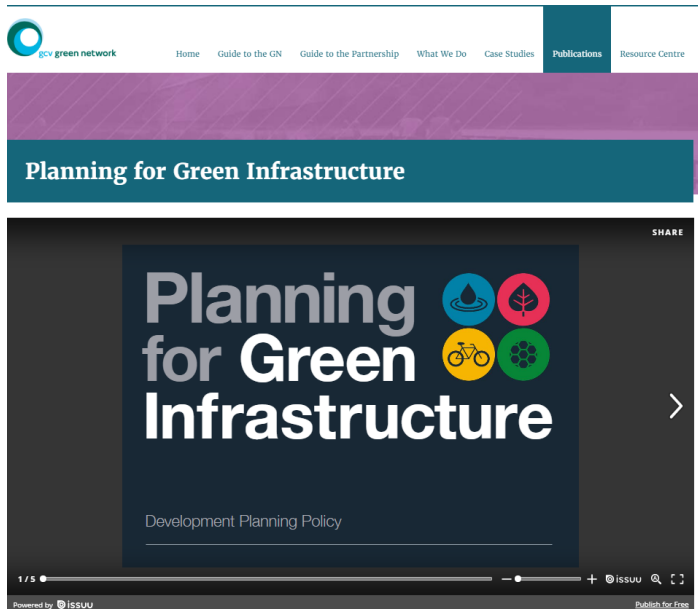 gcv green network
Home Guide to the GN Guide to the Partnership What We Do Case Studies Publications Resource Centre
Planning for Green Infrastructure
SHARE
Planning
for Green
Infrastructure
Development Planning Policy
1/5
issuu
Powered by issuu
Publish for Free